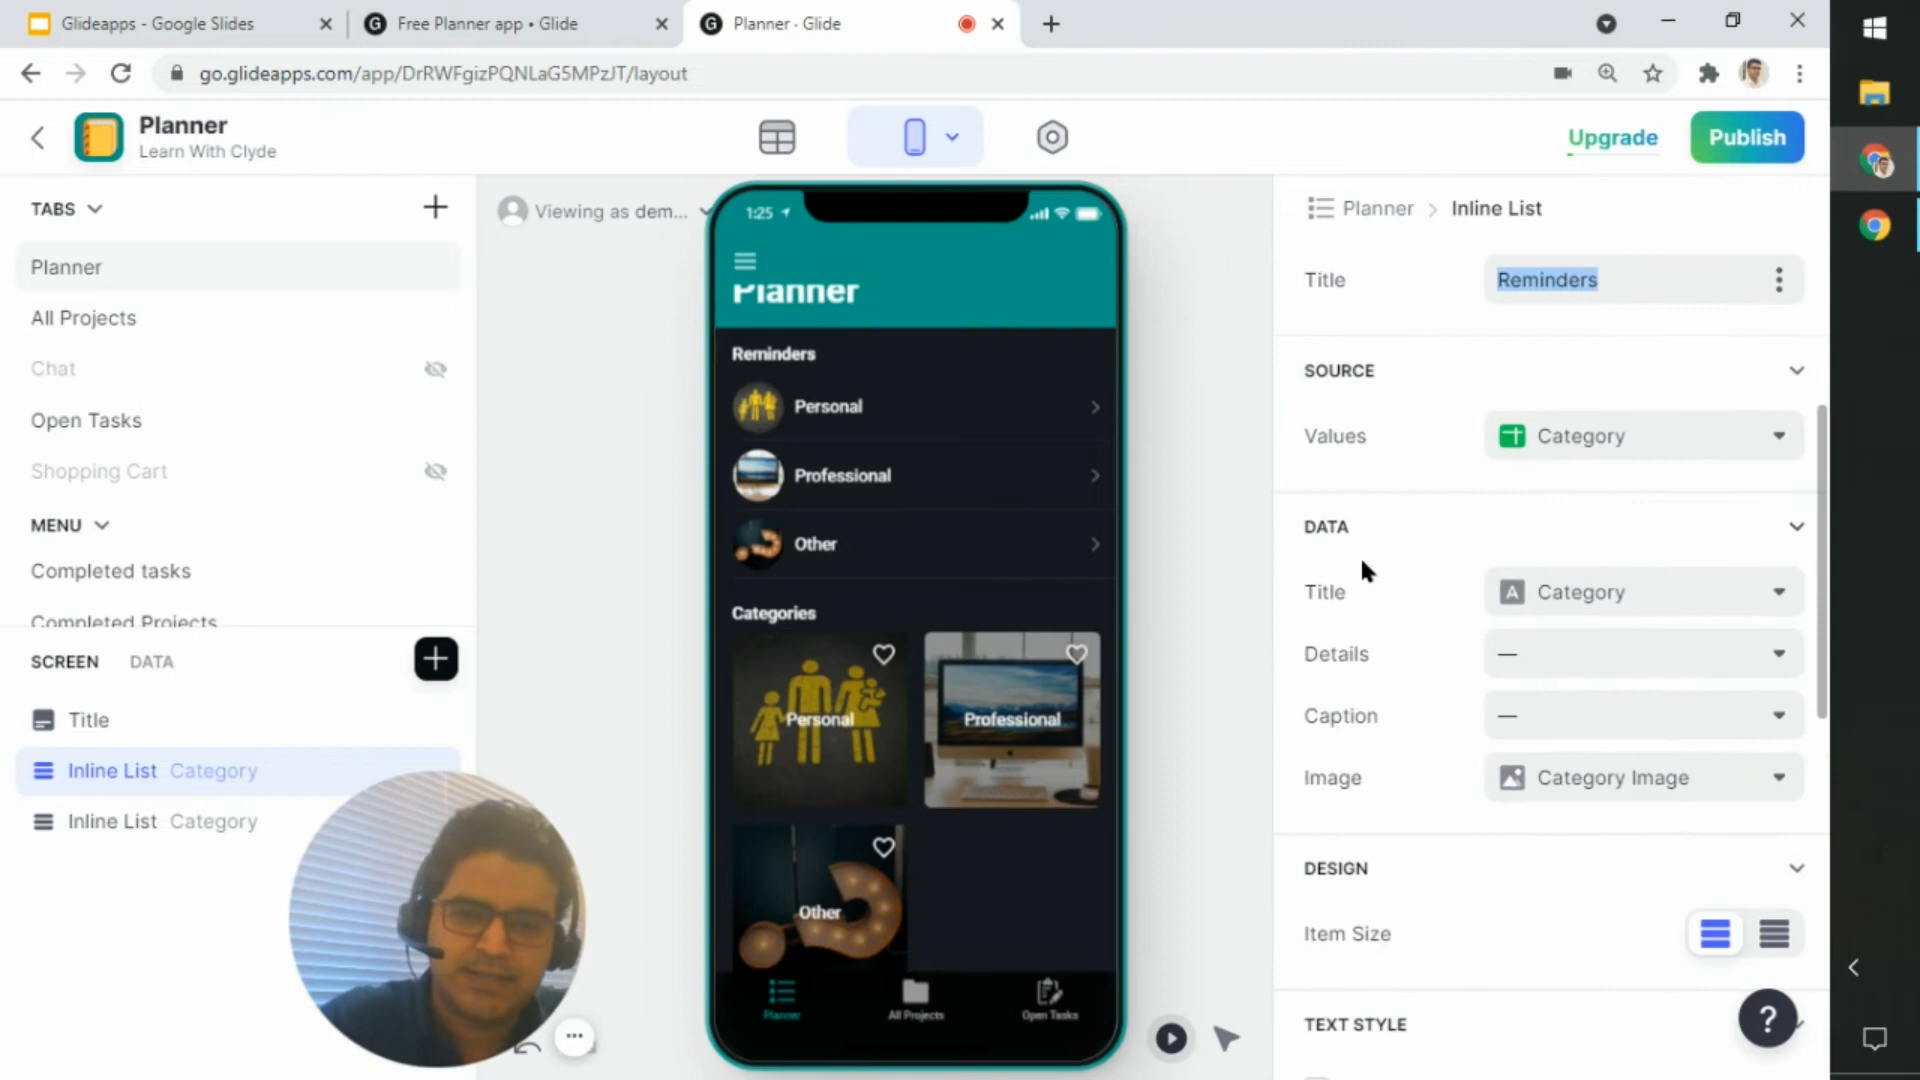 Glideapps - Google Slides
Free Planner app • Glide
Planner · Glide
go.glideapps.com/app/DrRWFgizPQNLaG5MPzJT/layout
Planner
Learn With Clyde
Upgrade
Publish
TABS
Planner
All Projects
Chat
Open Tasks
Shopping Cart
MENU
Completed tasks
Completed Projects
SCREEN
DATA
Title
Inline List Category
Inline List Category
Viewing as dem...
1:25
Planner
Reminders
Personal
Professional
Other
Categories
Personal
Professional
Other
Planner
All Projects
Open Tasks
Planner > Inline List
Title
Reminders
SOURCE
Values
Category
DATA
Title
A
Category
Details
—
Caption
—
Image
Category Image
DESIGN
Item Size
TEXT STYLE
?